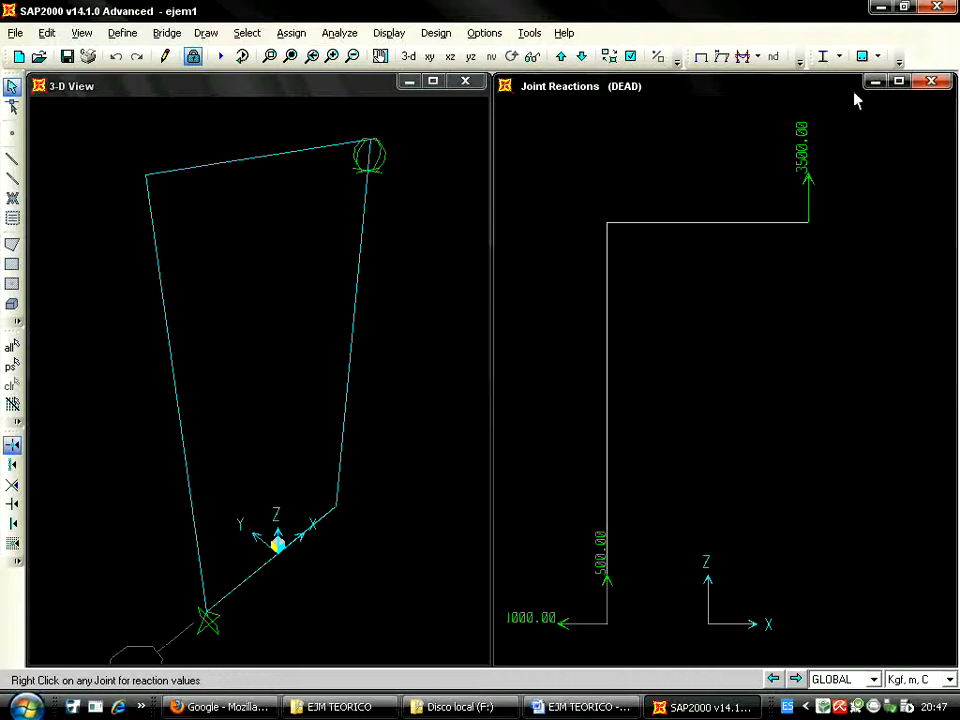 SAP2000 v14.1.0 Advanced - ejem1
File Edit View Define Bridge Draw Select Assign Analyze Display Design Options Tools Help
3-d xy xz yz nv nd
3-D View
Joint Reactions (DEAD)
3500.00
all
ps
clr
Z
Y X
500.00
Z
1000.00
X
Right Click on any Joint for reaction values
GLOBAL
Kgf, m, C
Google - Mozilla...
EJM TEORICO
Disco local (F:)
EJM TEORICO -...
SAP2000 v14.1...
ES
20:47